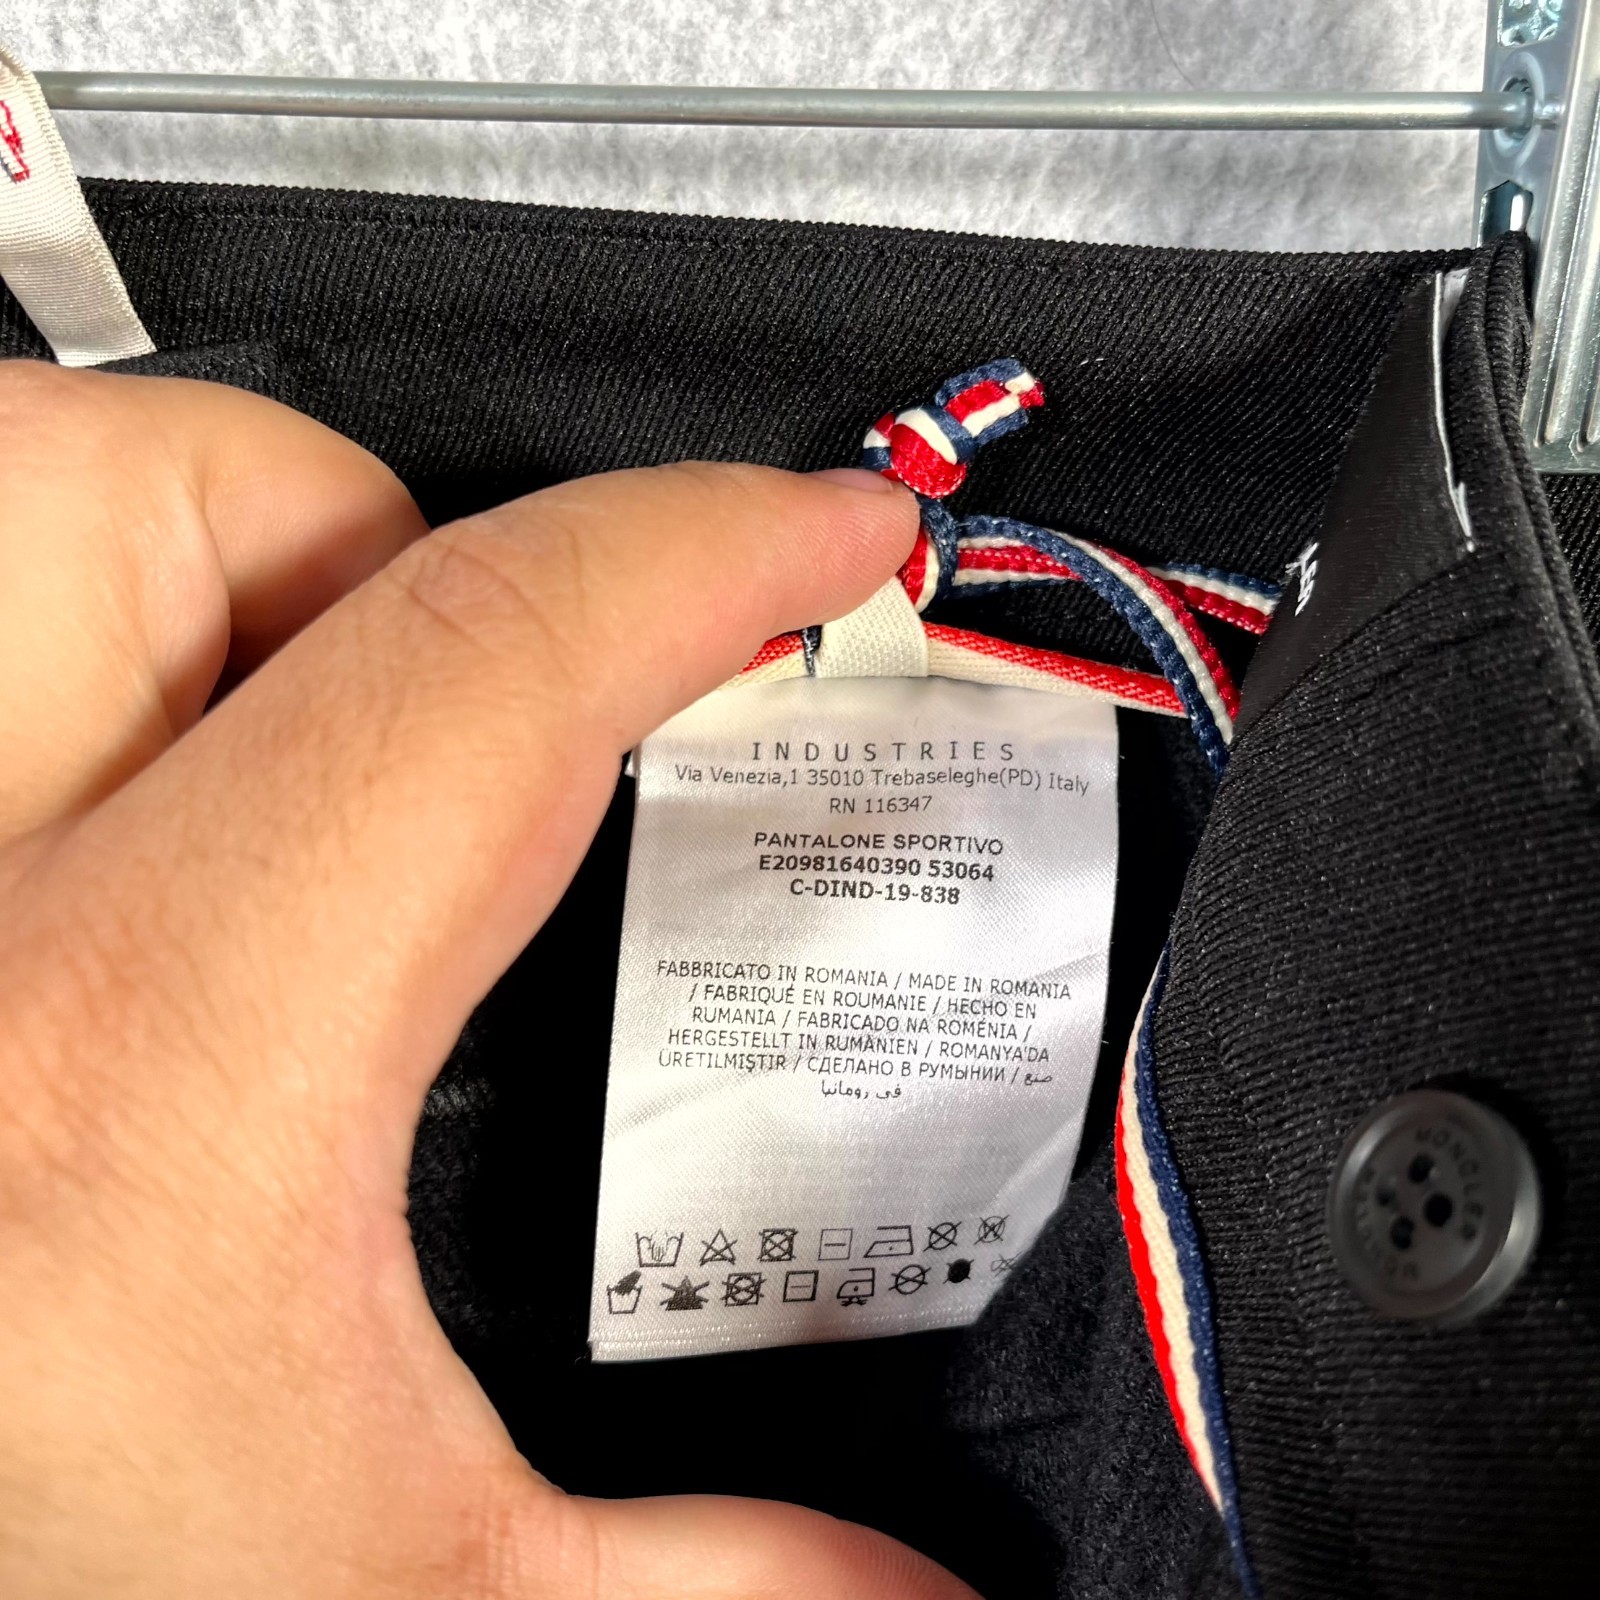 INDUSTRIES
Via Venezia,1 35010 Trebaseleghe(PD) Italy
RN 116347
PANTALONE SPORTIVO
E20981640390 53064
C-DIND-19-838
FABBRICATO IN ROMANIA / MADE IN ROMANIA
/ FABRIQUÉ EN ROUMANIE / HECHO EN
RUMANIA / FABRICADO NA ROMÉNIA /
HERGESTELLT IN RUMÄNIEN / ROMANYA'DA
ÜRETILMIŞTIR / СДЕЛАНО В РУМЫНИИ / صنع
في رومانيا
MONCLER
MONCLER